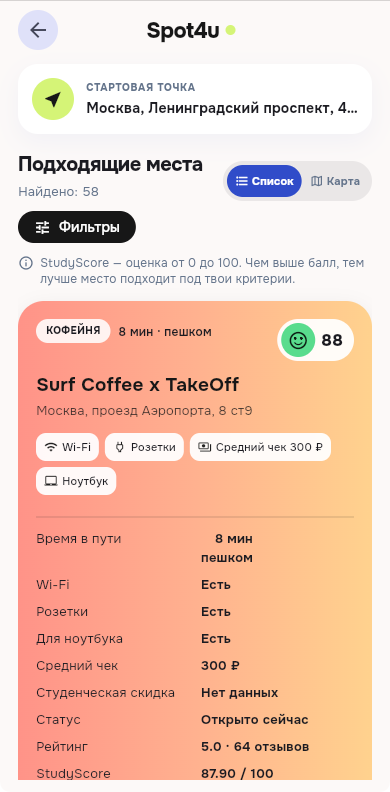 Spot4u
СТАРТОВАЯ ТОЧКА
Москва, Ленинградский проспект, 4...
Подходящие места
Найдено: 58
Список
Карта
Фильтры
StudyScore — оценка от 0 до 100. Чем выше балл, тем
лучше место подходит под твои критерии.
КОФЕЙНЯ
8 мин · пешком
88
Surf Coffee x TakeOff
Москва, проезд Аэропорта, 8 ст9
Wi-Fi
Розетки
Средний чек 300 ₽
Ноутбук
Время в пути
8 мин
пешком
Wi-Fi
Есть
Розетки
Есть
Для ноутбука
Есть
Средний чек
300 ₽
Студенческая скидка
Нет данных
Статус
Открыто сейчас
Рейтинг
5.0 · 64 отзывов
StudyScore
87.90 / 100